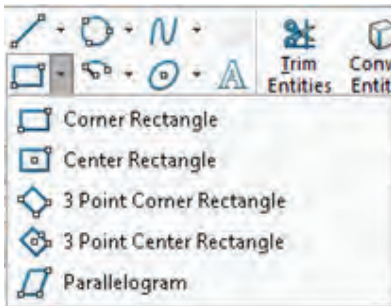 Trim
Entities
Conv
Entit
Corner Rectangle
Center Rectangle
3 Point Corner Rectangle
3 Point Center Rectangle
Parallelogram